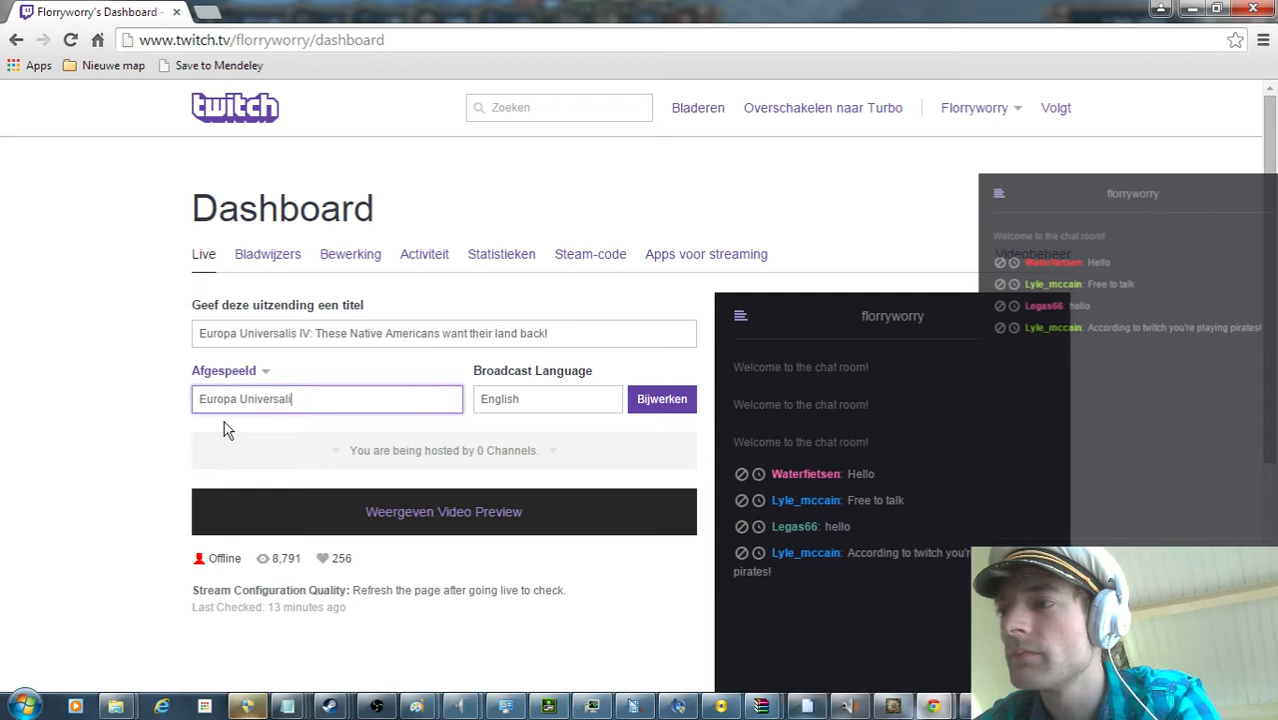 Florryworry's Dashboard -
www.twitch.tv/florryworry/dashboard
Apps Nieuwe map Save to Mendeley
twitch Zoeken Bladeren Overschakelen naar Turbo Florryworry Volgt
Dashboard
Live Bladwijzers Bewerking Activiteit Statistieken Steam-code Apps voor streaming Videobeheer
Geef deze uitzending een titel
Europa Universalis IV: These Native Americans want their land back!
Afgespeeld Broadcast Language
Europa Universali English Bijwerken
You are being hosted by 0 Channels.
Weergeven Video Preview
Offline 8,791 256
Stream Configuration Quality: Refresh the page after going live to check.
Last Checked: 13 minutes ago
florryworry
Welcome to the chat room!
Welcome to the chat room!
Welcome to the chat room!
Waterfietsen: Hello
Lyle_mccain: Free to talk
Legas66: hello
Lyle_mccain: According to twitch you'r
pirates!
florryworry
Welcome to the chat room!
Waterfietsen: Hello
Lyle_mccain: Free to talk
Legas66: hello
Lyle_mccain: According to twitch you're playing pirates!